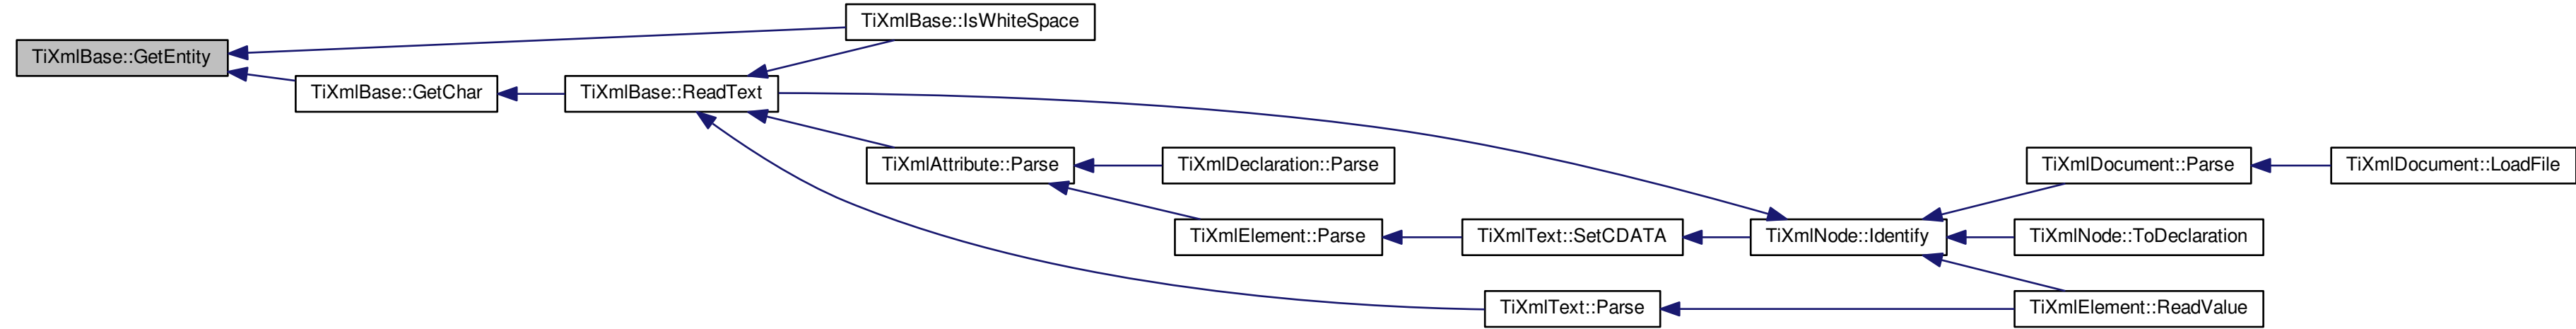 TiXmlBase::IsWhiteSpace
TiXmlBase::GetEntity
TiXmlBase::GetChar
TiXmlBase::ReadText
TiXmlAttribute::Parse
TiXmlDeclaration::Parse
TiXmlDocument::Parse
TiXmlDocument::LoadFile
TiXmlElement::Parse
TiXmlText::SetCDATA
TiXmlNode::Identify
TiXmlNode::ToDeclaration
TiXmlText::Parse
TiXmlElement::ReadValue